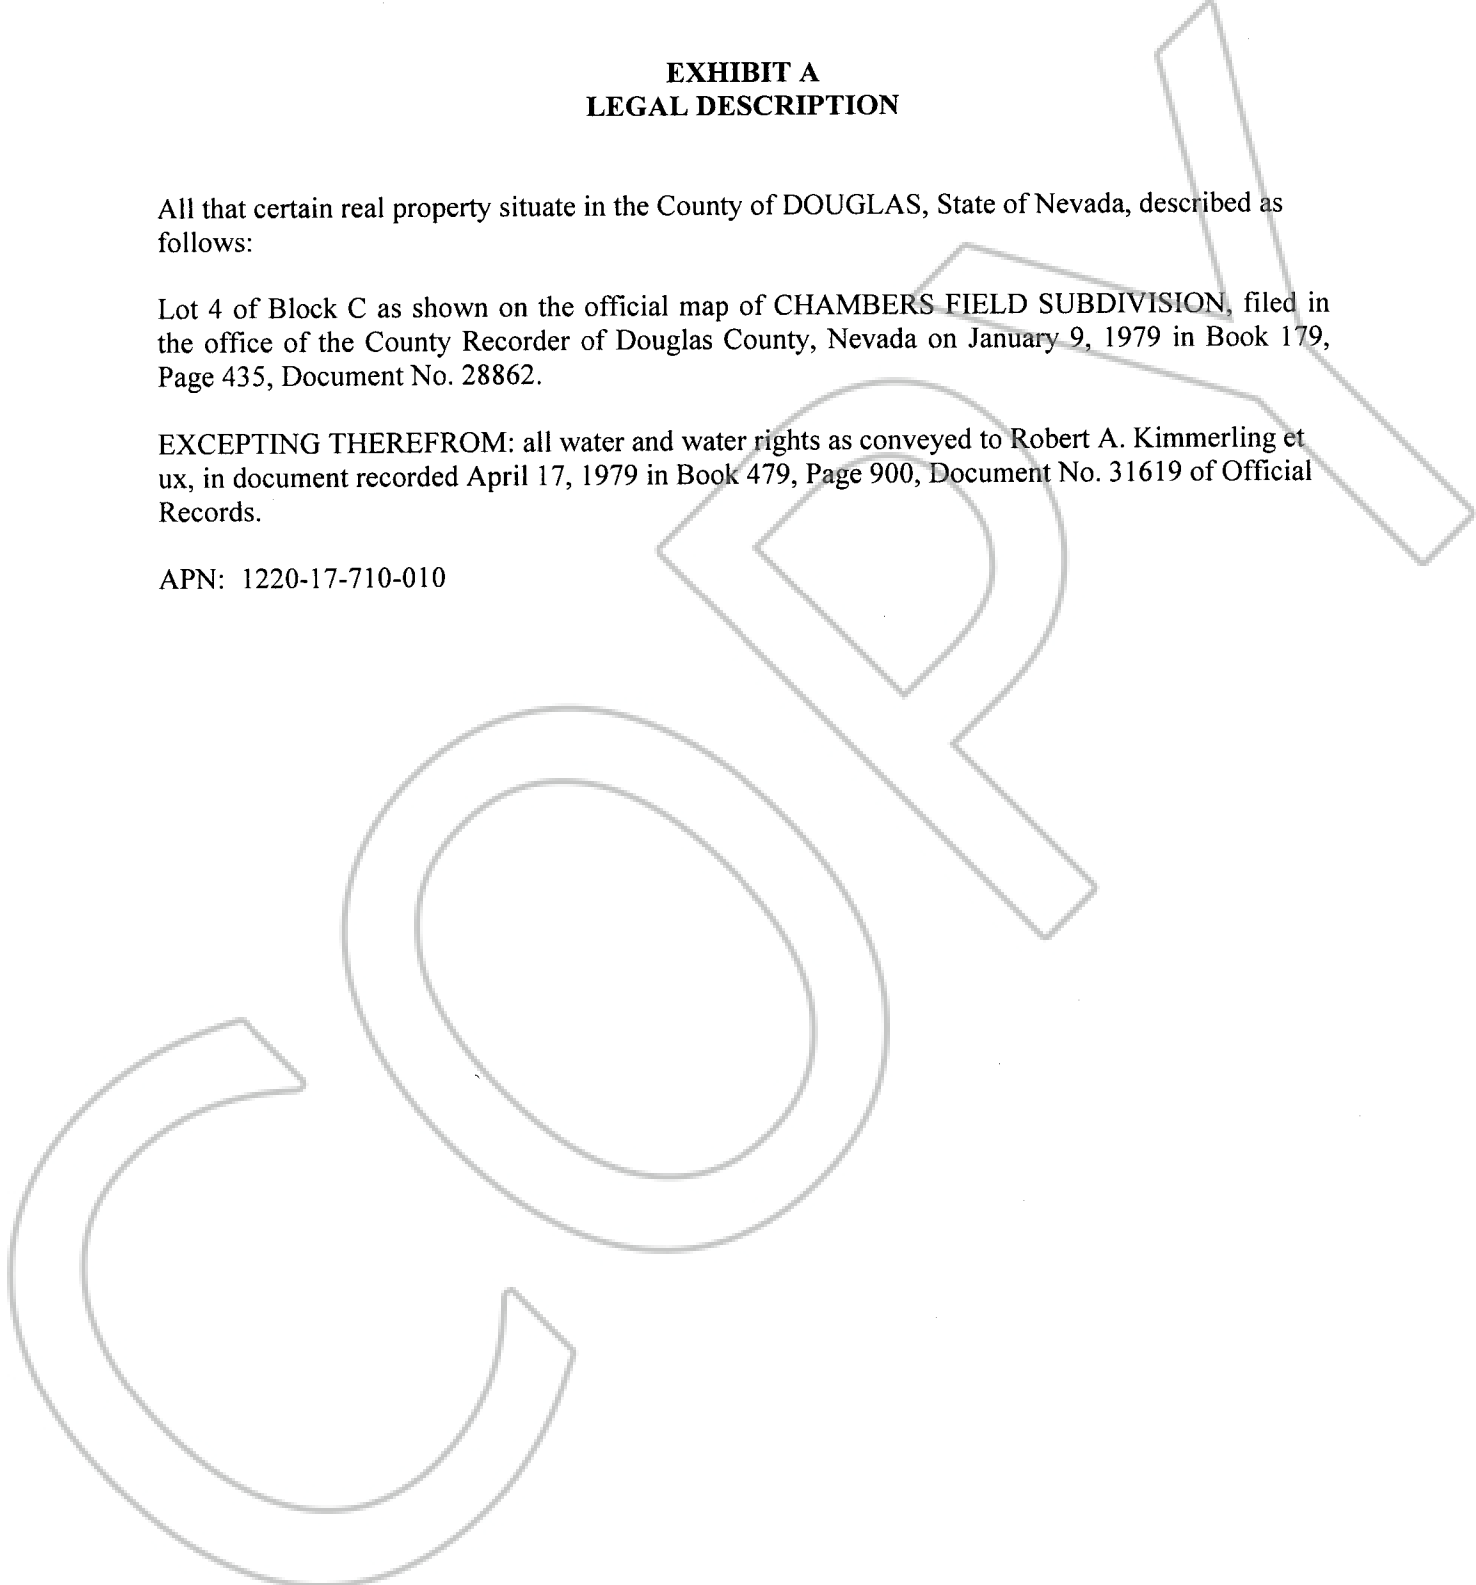 EXHIBIT A
LEGAL DESCRIPTION
All that certain real property situate in the County of DOUGLAS, State of Nevada, described as
follows:
Lot 4 of Block C as shown on the official map of CHAMBERS FIELD SUBDIVISION, filed in
the office of the County Recorder of Douglas County, Nevada on January 9, 1979 in Book 179,
Page 435, Document No. 28862.
EXCEPTING THEREFROM: all water and water rights as conveyed to Robert A. Kimmerling et
ux, in document recorded April 17, 1979 in Book 479, Page 900, Document No. 31619 of Official
Records.
APN: 1220-17-710-010
COPY